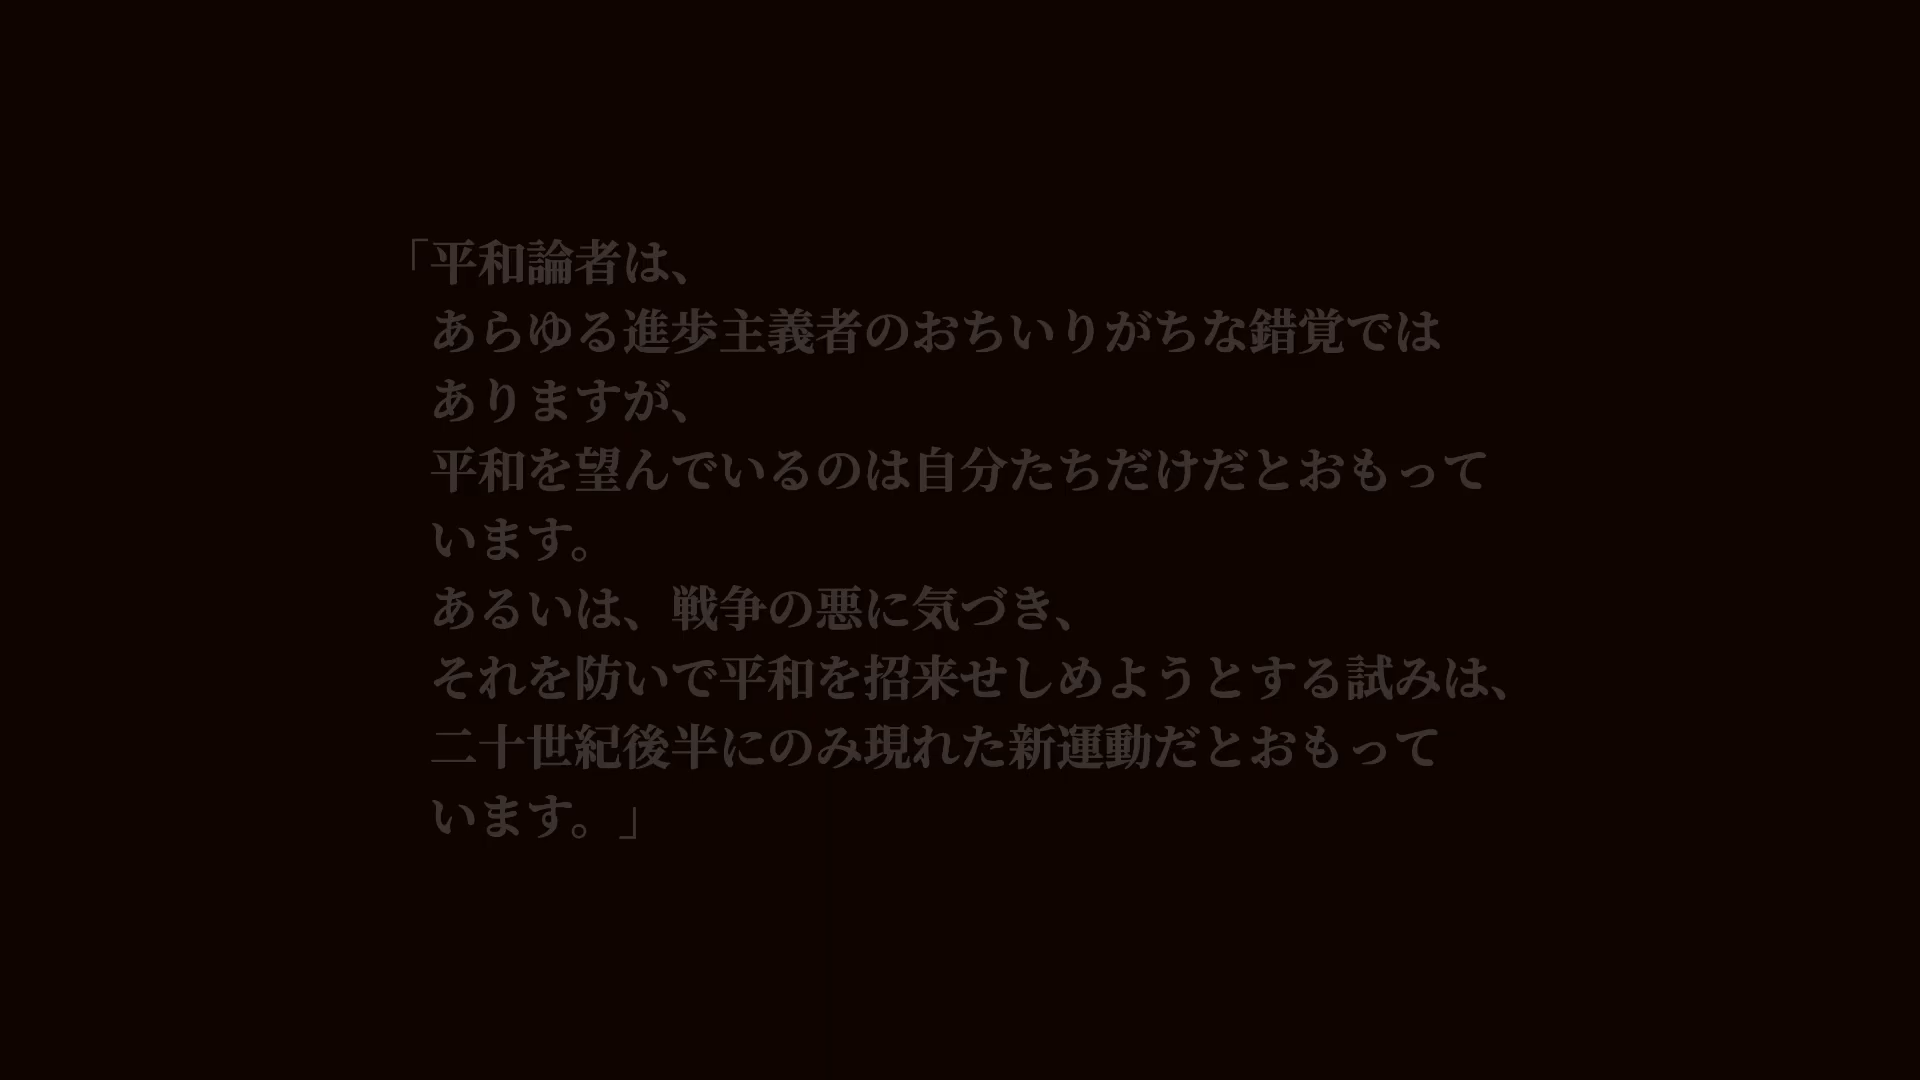 「平和論者は、
あらゆる進歩主義者のおちいりがちな錯覚では
ありますが、
平和を望んでいるのは自分たちだけだとおもって
います。
あるいは、戦争の悪に気づき、
それを防いで平和を招来せしめようとする試みは、
二十世紀後半にのみ現れた新運動だとおもって
います。」